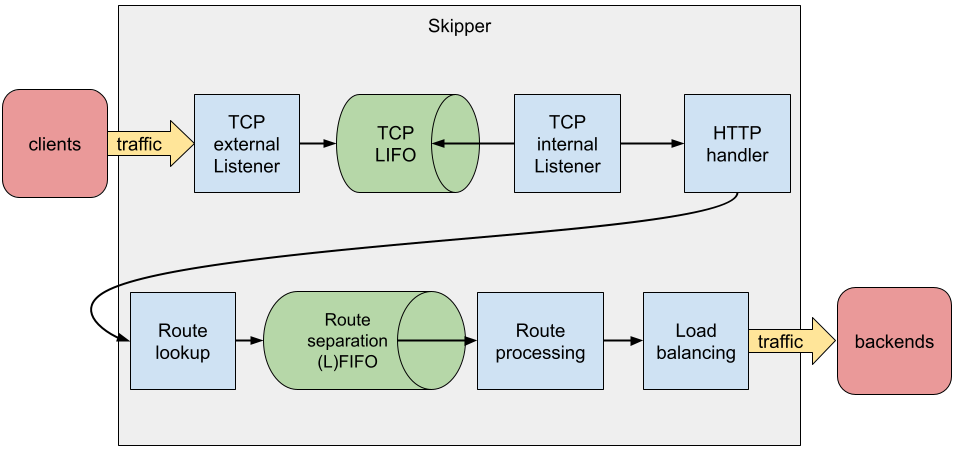 Skipper
clients
traffic
TCP
external
Listener
TCP
LIFO
TCP
internal
Listener
HTTP
handler
Route
lookup
Route
separation
(L)FIFO
Route
processing
Load
balancing
traffic
backends